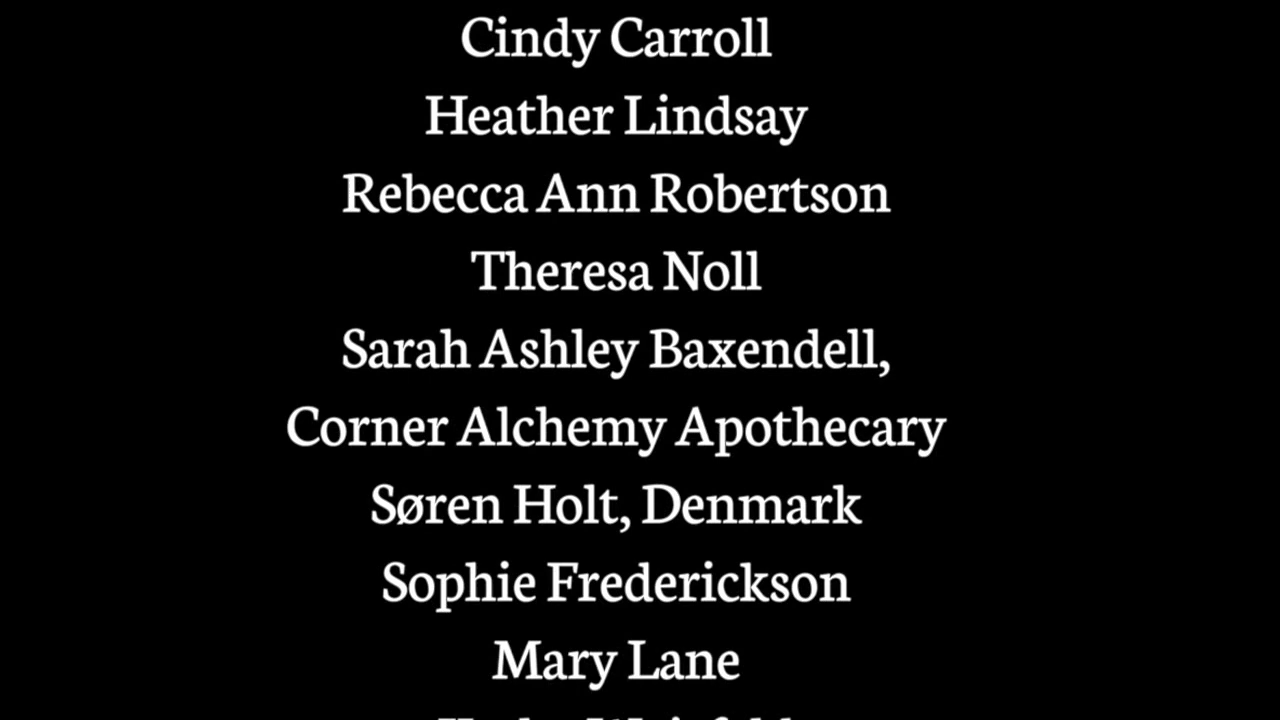 Cindy Carroll
Heather Lindsay
Rebecca Ann Robertson
Theresa Noll
Sarah Ashley Baxendell,
Corner Alchemy Apothecary
Søren Holt, Denmark
Sophie Frederickson
Mary Lane